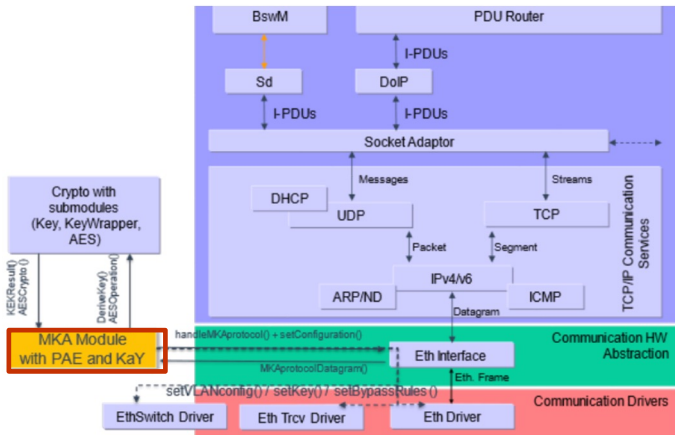 BswM
PDU Router
I-PDUs
Sd
DoIP
I-PDUs
I-PDUs
Socket Adaptor
Messages
Streams
DHCP
UDP
TCP
Packet
Segment
IPv4/v6
ARP/ND
ICMP
TCP/IP Communication
Services
Datagram
Crypto with
submodules
(Key, KeyWrapper,
AES)
KEKResult()
AESCrypto()
DeriveKey()
AESOperation()
MKA Module
with PAE and KaY
handleMKAprotocol() + setConfiguration()
MKAprotocolDatagram()
Eth Interface
Communication HW
Abstraction
Eth. Frame
setVLANconfig() / setKey() / setBypassRules ()
EthSwitch Driver
Eth Trcv Driver
Eth Driver
Communication Drivers